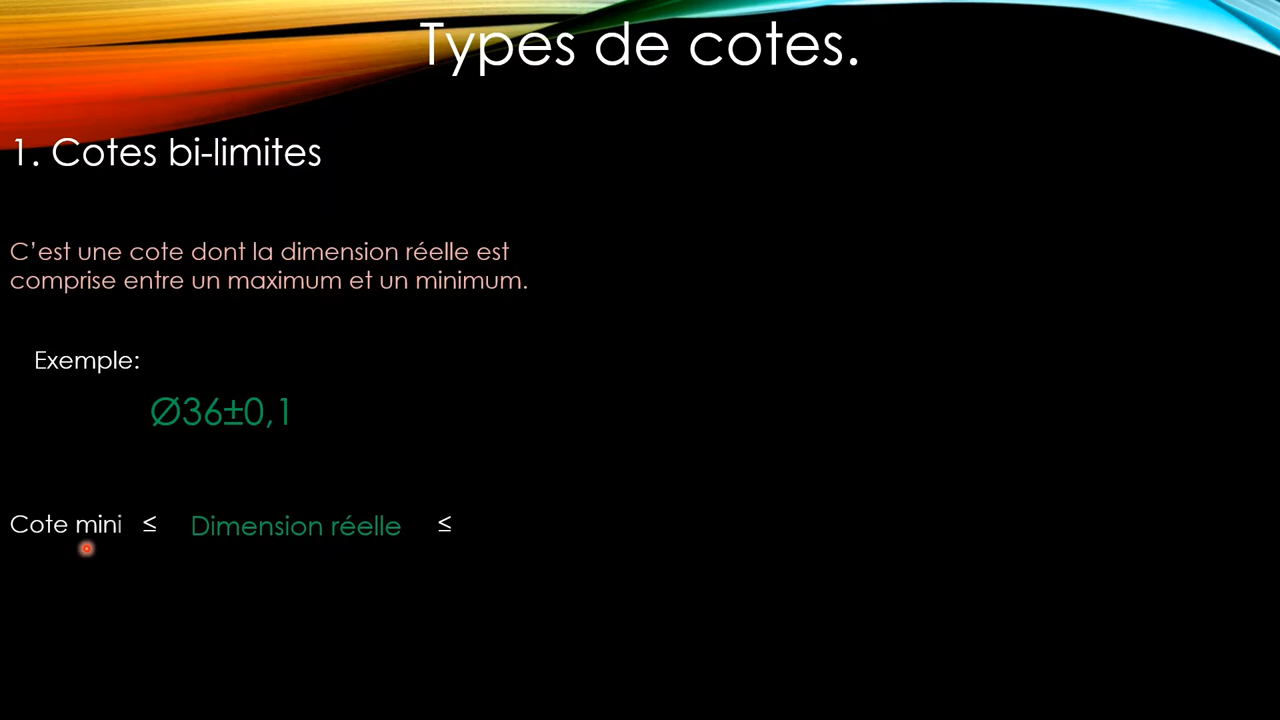 Types de cotes.
1. Cotes bi-limites
C’est une cote dont la dimension réelle est
comprise entre un maximum et un minimum.
Exemple:
Ø36±0,1
Cote mini ≤ Dimension réelle ≤